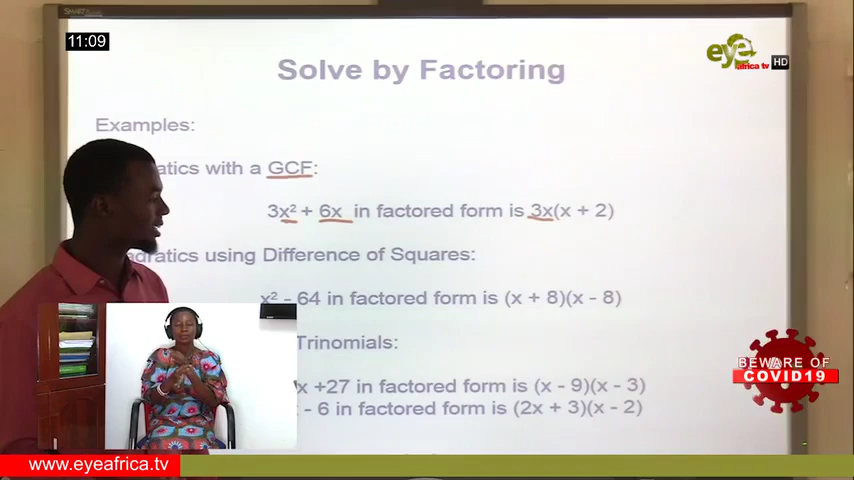 SMART
11:09
eye
africa tv HD
Solve by Factoring
Examples:
atics with a GCF:
3x² + 6x in factored form is 3x(x + 2)
adratics using Difference of Squares:
x² - 64 in factored form is (x + 8)(x - 8)
Trinomials:
x +27 in factored form is (x - 9)(x - 3)
- 6 in factored form is (2x + 3)(x - 2)
BEWARE OF
COVID19
www.eyeafrica.tv